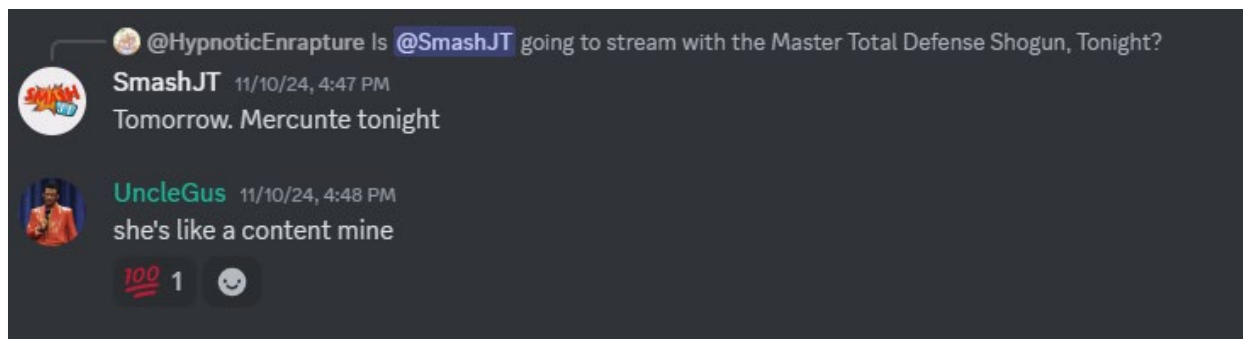 @HypnoticEnrapture Is @SmashJT going to stream with the Master Total Defense Shogun, Tonight?
SmashJT 11/10/24, 4:47 PM
Tomorrow. Mercunte tonight
UncleGus 11/10/24, 4:48 PM
she's like a content mine
100 1